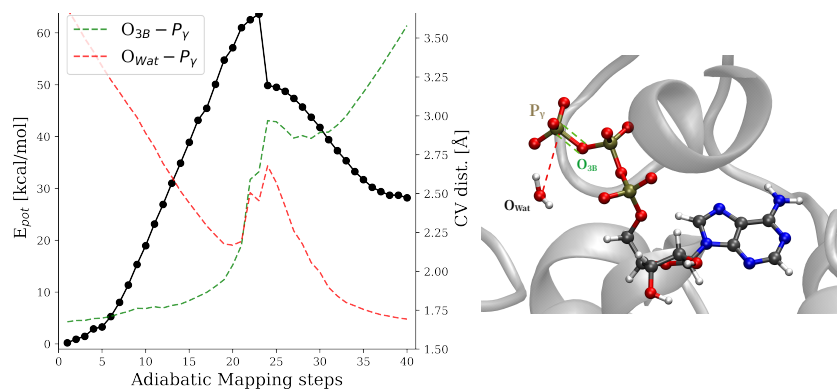 O3B − Pγ
OWat − Pγ
60
50
40
30
20
10
0
Epot [kcal/mol]
3.50
3.25
3.00
2.75
2.50
2.25
2.00
1.75
1.50
CV dist. [Å]
0 5 10 15 20 25 30 35 40
Adiabatic Mapping steps
Pγ
O3B
OWat